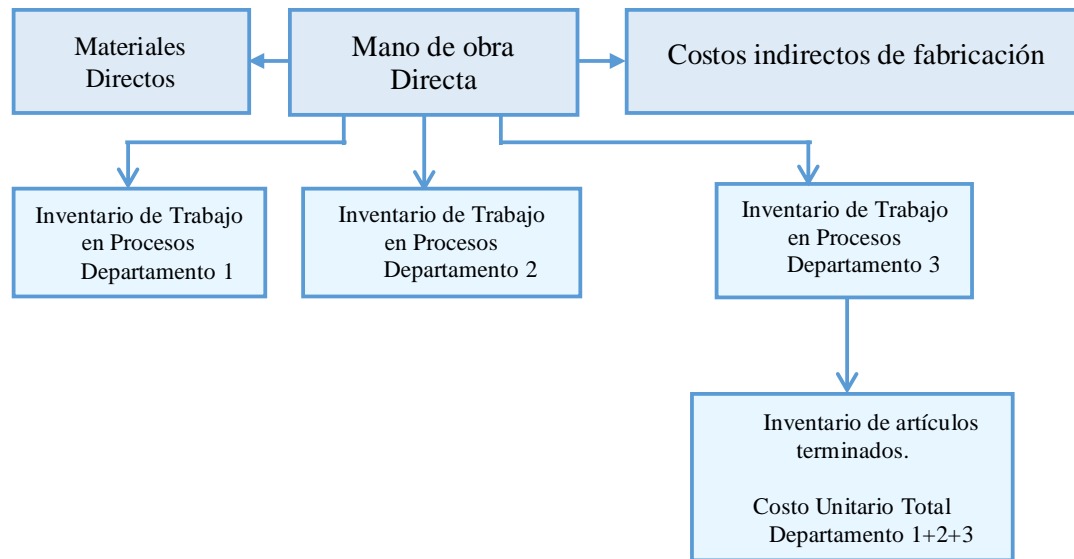 Materiales
Directos
Mano de obra
Directa
Costos indirectos de fabricación
Inventario de Trabajo
en Procesos
Departamento 1
Inventario de Trabajo
en Procesos
Departamento 2
Inventario de Trabajo
en Procesos
Departamento 3
Inventario de artículos
terminados.
Costo Unitario Total
Departamento 1+2+3